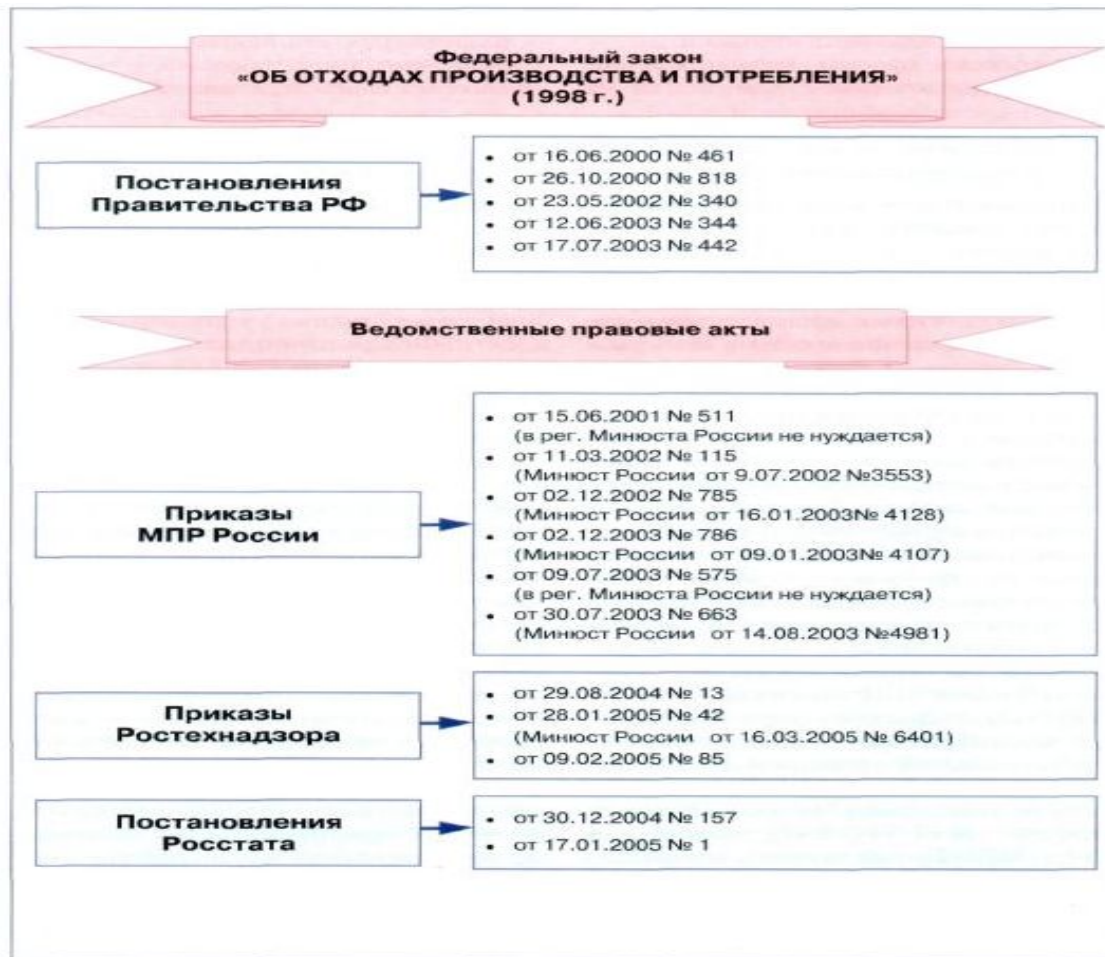 Федеральный закон
«ОБ ОТХОДАХ ПРОИЗВОДСТВА И ПОТРЕБЛЕНИЯ»
(1998 г.)
Постановления
Правительства РФ
• от 16.06.2000 № 461
• от 26.10.2000 № 818
• от 23.05.2002 № 340
• от 12.06.2003 № 344
• от 17.07.2003 № 442
Ведомственные правовые акты
Приказы
МПР России
• от 15.06.2001 № 511
(в рег. Минюста России не нуждается)
• от 11.03.2002 № 115
(Минюст России от 9.07.2002 №3553)
• от 02.12.2002 № 785
(Минюст России от 16.01.2003№ 4128)
• от 02.12.2003 № 786
(Минюст России от 09.01.2003№ 4107)
• от 09.07.2003 № 575
(в рег. Минюста России не нуждается)
• от 30.07.2003 № 663
(Минюст России от 14.08.2003 №4981)
Приказы
Ростехнадзора
• от 29.08.2004 № 13
• от 28.01.2005 № 42
(Минюст России от 16.03.2005 № 6401)
• от 09.02.2005 № 85
Постановления
Росстата
• от 30.12.2004 № 157
• от 17.01.2005 № 1